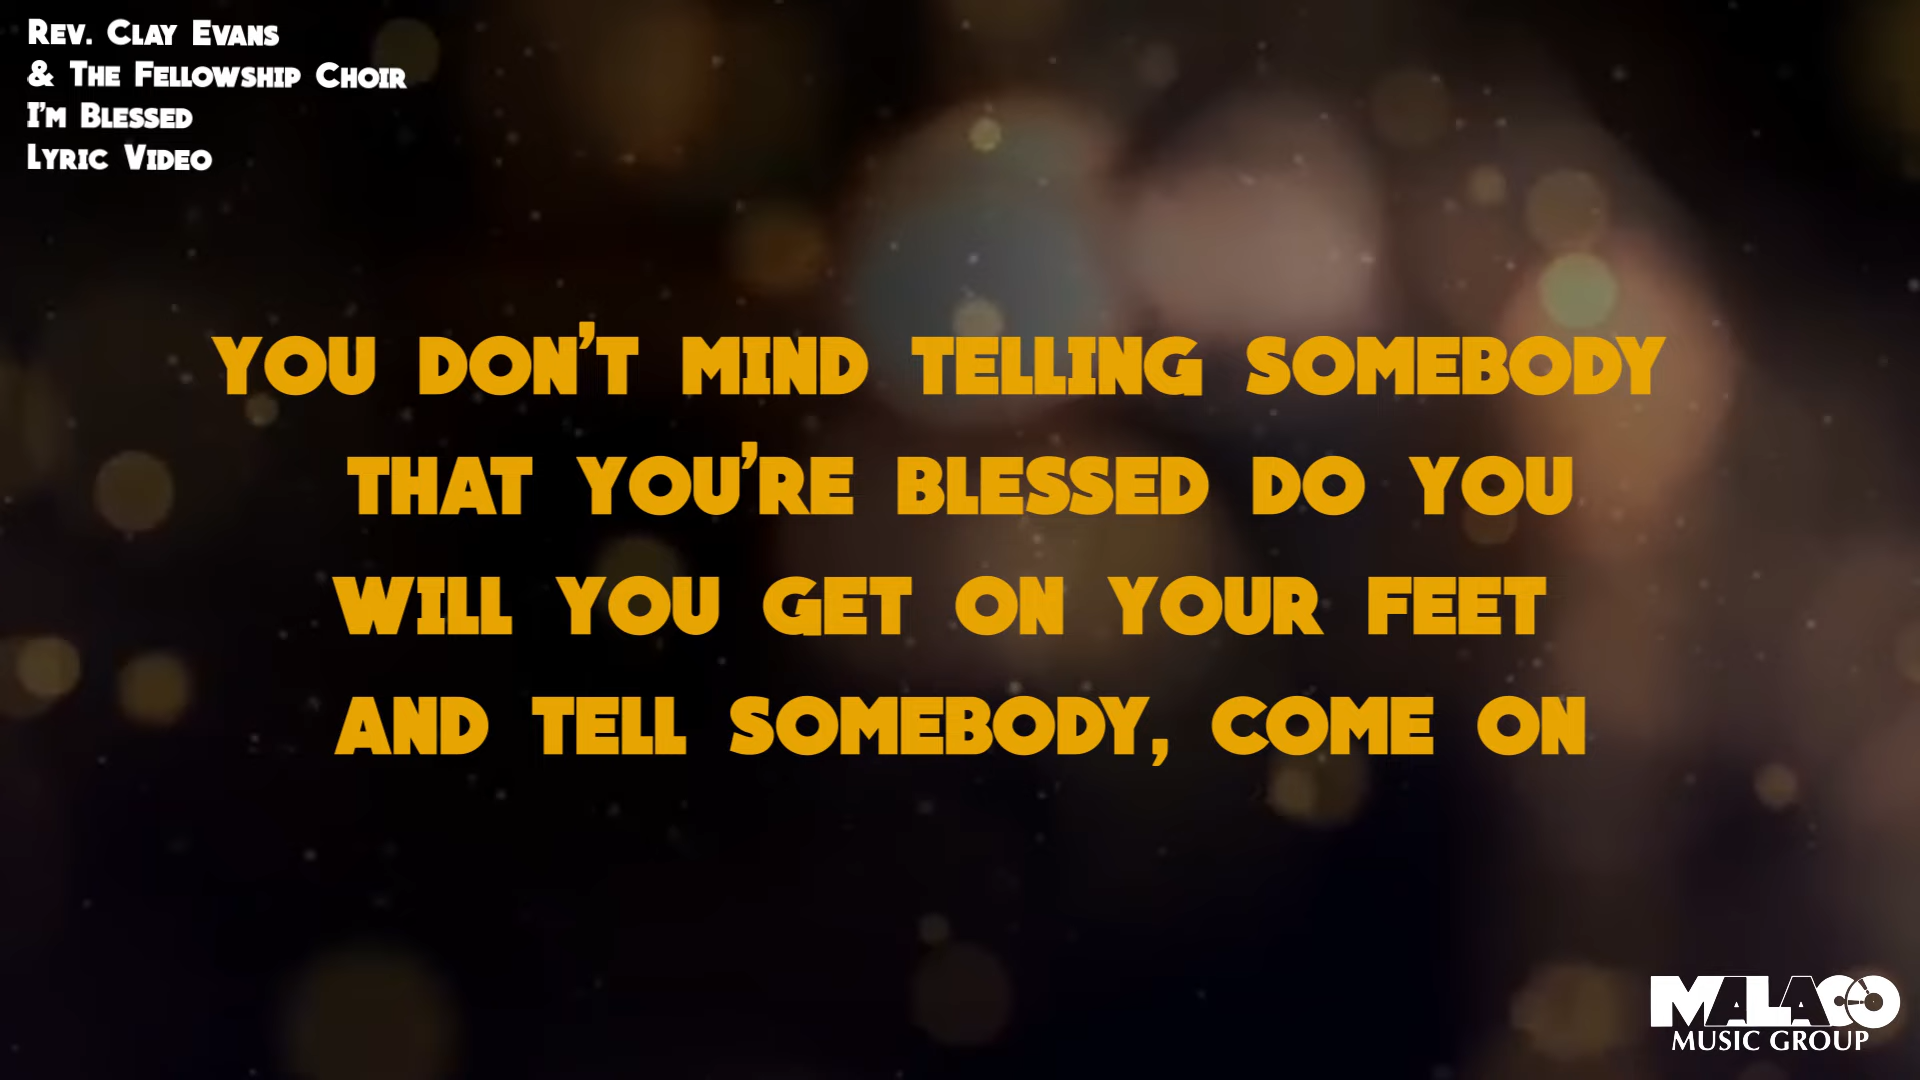 Rev. Clay Evans
& The Fellowship Choir
I'm Blessed
Lyric Video
YOU DON'T MIND TELLING SOMEBODY
THAT YOU'RE BLESSED DO YOU
WILL YOU GET ON YOUR FEET
AND TELL SOMEBODY, COME ON
MALACO
MUSIC GROUP